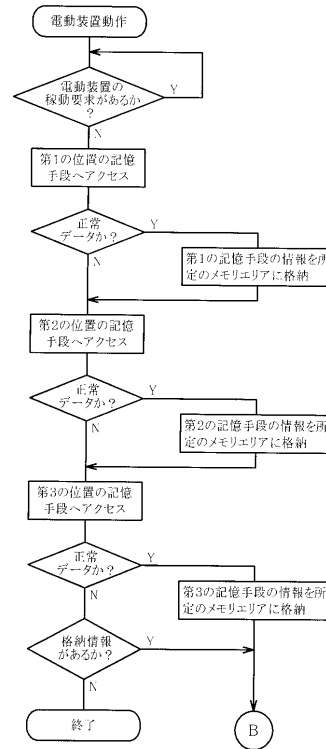 電動装置動作
電動装置の
稼動要求があるか
?
Y
N
第1の位置の記憶
手段へアクセス
正常
データか?
Y
N
第1の記憶手段の情報を所
定のメモリエリアに格納
第2の位置の記憶
手段へアクセス
正常
データか?
Y
N
第2の記憶手段の情報を所
定のメモリエリアに格納
第3の位置の記憶
手段へアクセス
正常
データか?
Y
N
第3の記憶手段の情報を所
定のメモリエリアに格納
格納情報
があるか?
Y
N
終了
B